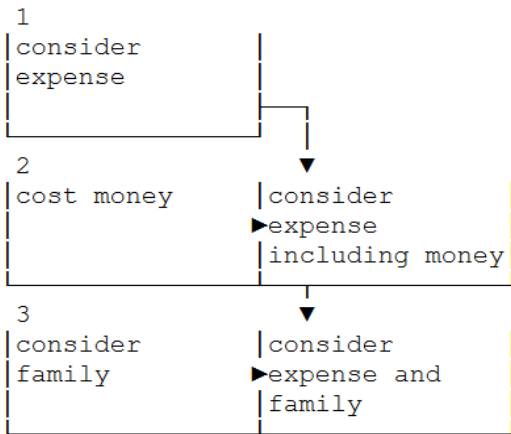 1
consider
expense
2
cost money
consider
expense
including money
3
consider
family
consider
expense and
family